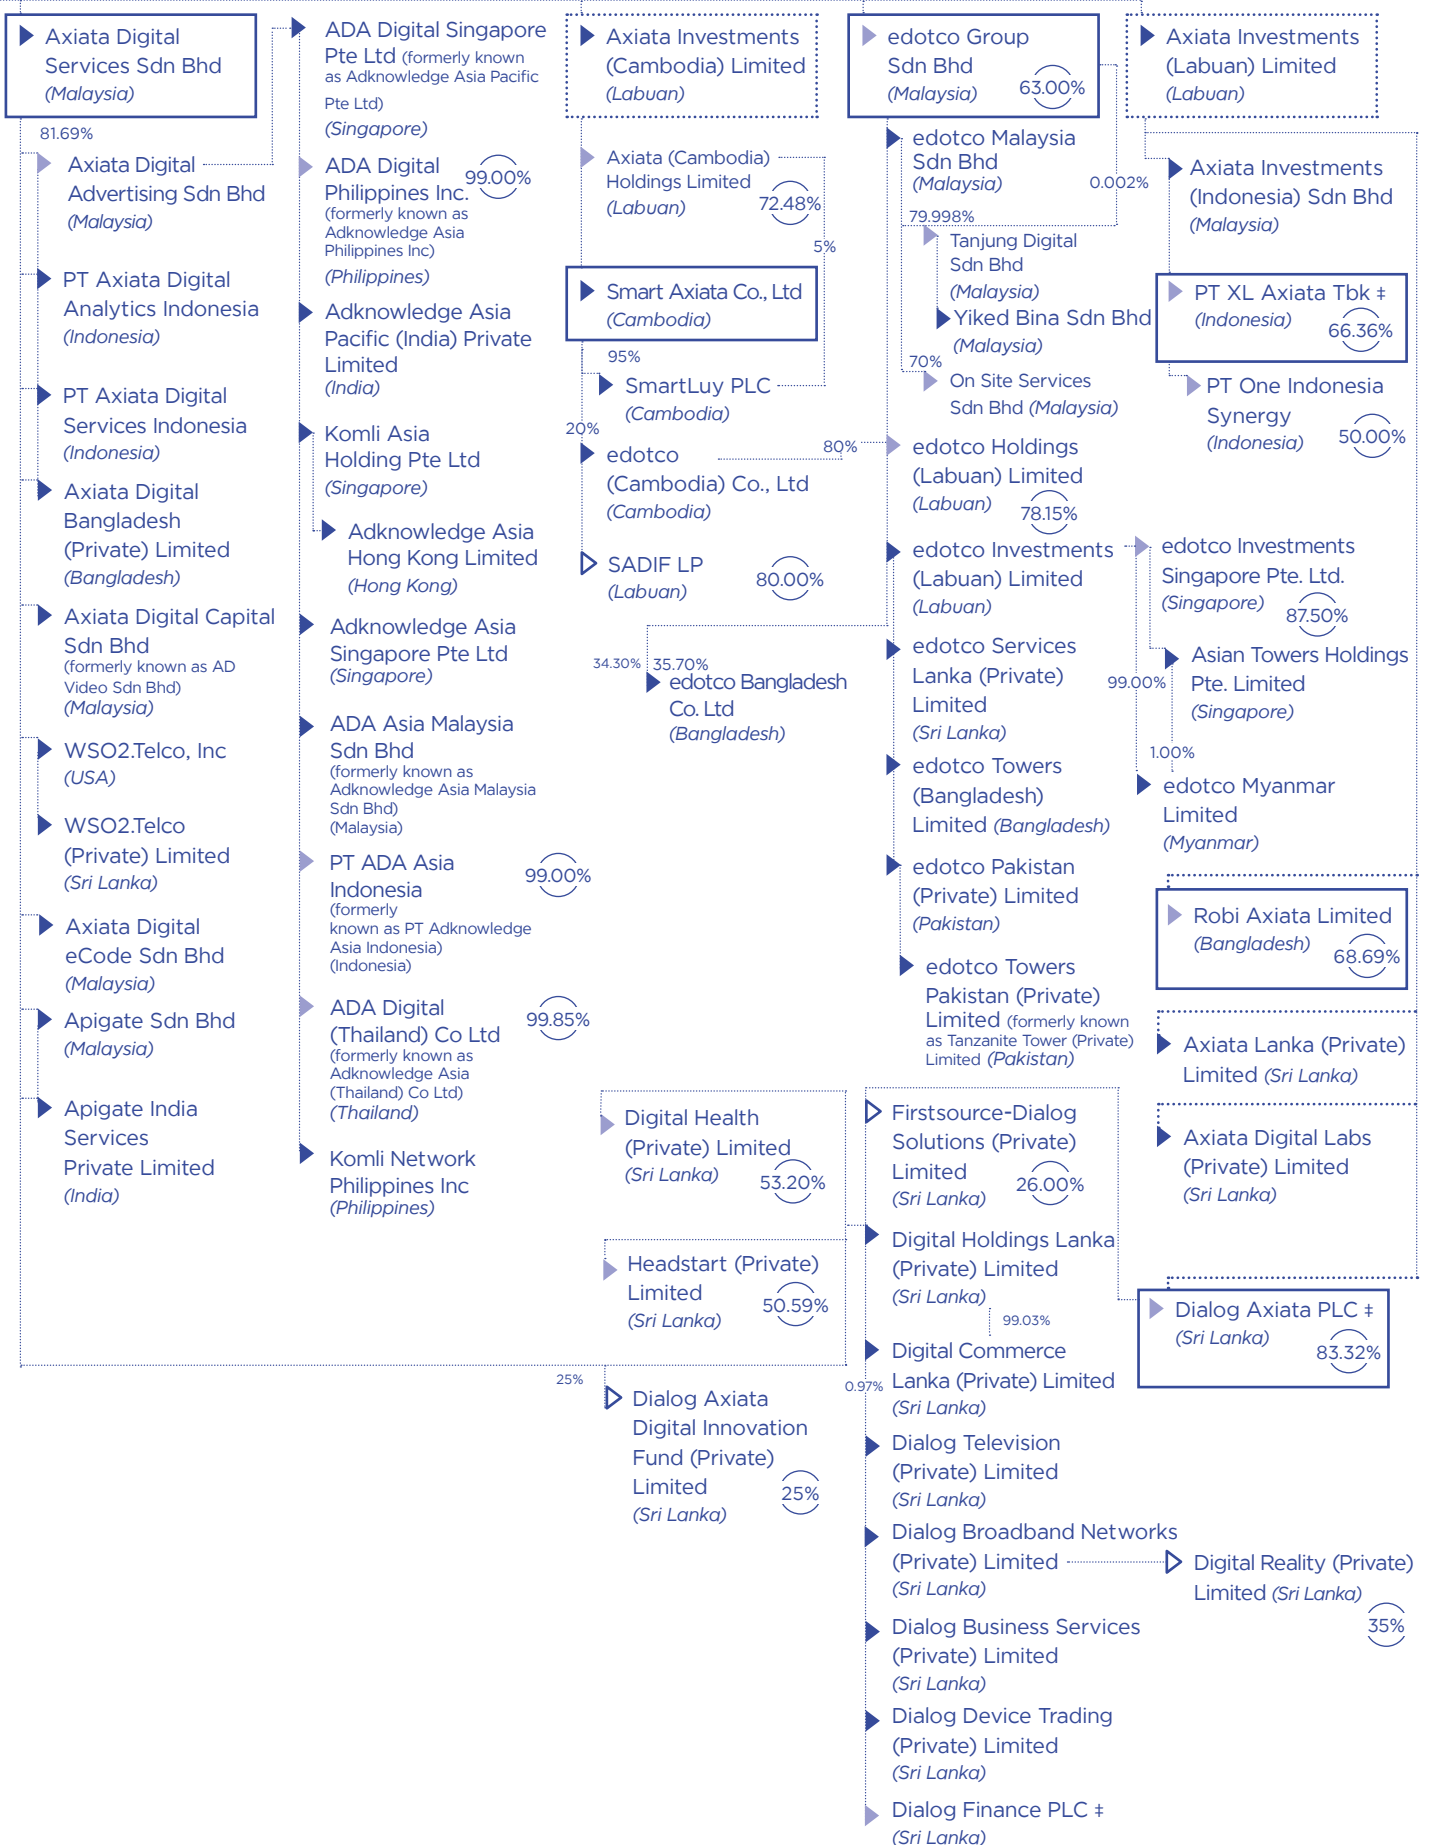 Axiata Digital
Services Sdn Bhd
(Malaysia)
81.69%
Axiata Digital
Advertising Sdn Bhd
(Malaysia)
PT Axiata Digital
Analytics Indonesia
(Indonesia)
PT Axiata Digital
Services Indonesia
(Indonesia)
Axiata Digital
Bangladesh
(Private) Limited
(Bangladesh)
Axiata Digital Capital
Sdn Bhd
(formerly known as AD
Video Sdn Bhd)
(Malaysia)
WSO2.Telco, Inc
(USA)
WSO2.Telco
(Private) Limited
(Sri Lanka)
Axiata Digital
eCode Sdn Bhd
(Malaysia)
Apigate Sdn Bhd
(Malaysia)
Apigate India
Services
Private Limited
(India)
ADA Digital Singapore
Pte Ltd (formerly known
as Adknowledge Asia Pacific
Pte Ltd)
(Singapore)
ADA Digital
Philippines Inc.
99.00%
(formerly known as
Adknowledge Asia
Philippines Inc)
(Philippines)
Adknowledge Asia
Pacific (India) Private
Limited
(India)
Komli Asia
Holding Pte Ltd
(Singapore)
Adknowledge Asia
Hong Kong Limited
(Hong Kong)
Adknowledge Asia
Singapore Pte Ltd
(Singapore)
ADA Asia Malaysia
Sdn Bhd
(formerly known as
Adknowledge Asia Malaysia
Sdn Bhd)
(Malaysia)
PT ADA Asia
Indonesia
99.00%
(formerly
known as PT Adknowledge
Asia Indonesia)
(Indonesia)
ADA Digital
(Thailand) Co Ltd
99.85%
(formerly known as
Adknowledge Asia
(Thailand) Co Ltd)
(Thailand)
Komli Network
Philippines Inc
(Philippines)
Axiata Investments
(Cambodia) Limited
(Labuan)
Axiata (Cambodia)
Holdings Limited
(Labuan)
72.48%
5%
Smart Axiata Co., Ltd
(Cambodia)
95%
SmartLuy PLC
(Cambodia)
20%
edotco
(Cambodia) Co., Ltd
(Cambodia)
80%
SADIF LP
(Labuan)
80.00%
34.30%
35.70%
edotco Bangladesh
Co. Ltd
(Bangladesh)
Digital Health
(Private) Limited
(Sri Lanka)
53.20%
Headstart (Private)
Limited
(Sri Lanka)
50.59%
25%
Dialog Axiata
Digital Innovation
Fund (Private)
Limited
(Sri Lanka)
25%
edotco Group
Sdn Bhd
(Malaysia)
63.00%
edotco Malaysia
Sdn Bhd
(Malaysia)
0.002%
79.998%
Tanjung Digital
Sdn Bhd
(Malaysia)
Yiked Bina Sdn Bhd
(Malaysia)
70%
On Site Services
Sdn Bhd (Malaysia)
edotco Holdings
(Labuan) Limited
(Labuan)
78.15%
edotco Investments
(Labuan) Limited
(Labuan)
edotco Services
Lanka (Private)
Limited
(Sri Lanka)
edotco Towers
(Bangladesh)
Limited (Bangladesh)
edotco Pakistan
(Private) Limited
(Pakistan)
edotco Towers
Pakistan (Private)
Limited (formerly known
as Tanzanite Tower (Private)
Limited (Pakistan)
Firstsource-Dialog
Solutions (Private)
Limited
(Sri Lanka)
26.00%
Digital Holdings Lanka
(Private) Limited
(Sri Lanka)
99.03%
Digital Commerce
Lanka (Private) Limited
(Sri Lanka)
0.97%
Dialog Television
(Private) Limited
(Sri Lanka)
Dialog Broadband Networks
(Private) Limited
(Sri Lanka)
Dialog Business Services
(Private) Limited
(Sri Lanka)
Dialog Device Trading
(Private) Limited
(Sri Lanka)
Dialog Finance PLC ‡
(Sri Lanka)
Axiata Investments
(Labuan) Limited
(Labuan)
Axiata Investments
(Indonesia) Sdn Bhd
(Malaysia)
PT XL Axiata Tbk ‡
(Indonesia)
66.36%
PT One Indonesia
Synergy
(Indonesia)
50.00%
edotco Investments
Singapore Pte. Ltd.
(Singapore)
87.50%
Asian Towers Holdings
Pte. Limited
(Singapore)
99.00%
1.00%
edotco Myanmar
Limited
(Myanmar)
Robi Axiata Limited
(Bangladesh)
68.69%
Axiata Lanka (Private)
Limited (Sri Lanka)
Axiata Digital Labs
(Private) Limited
(Sri Lanka)
Dialog Axiata PLC ‡
(Sri Lanka)
83.32%
Digital Reality (Private)
Limited (Sri Lanka)
35%